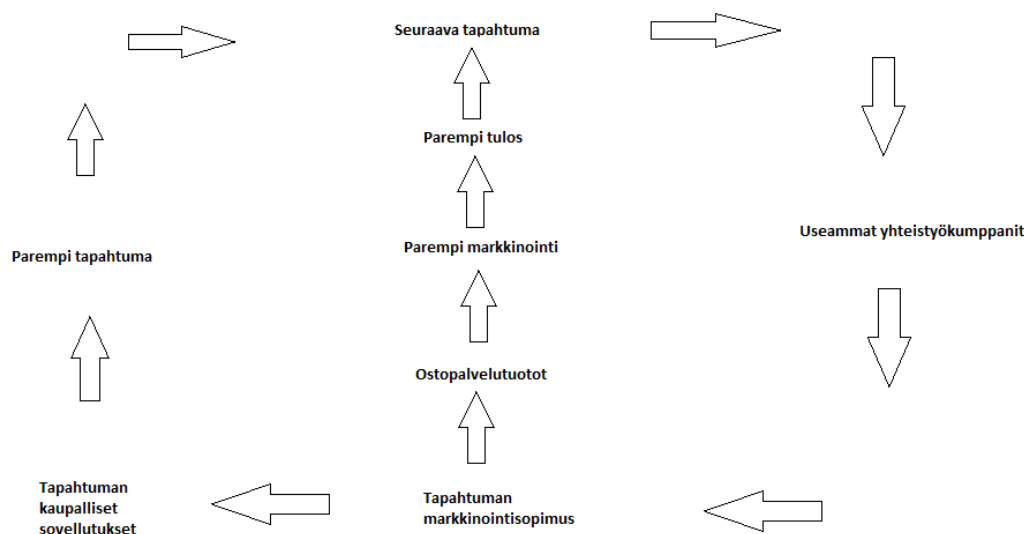 Seuraava tapahtuma
Parempi tulos
Useammat yhteistyökumppanit
Parempi markkinointi
Parempi tapahtuma
Ostopalvelutuotot
Tapahtuman
kaupalliset
sovellutukset
Tapahtuman
markkinointisopimus